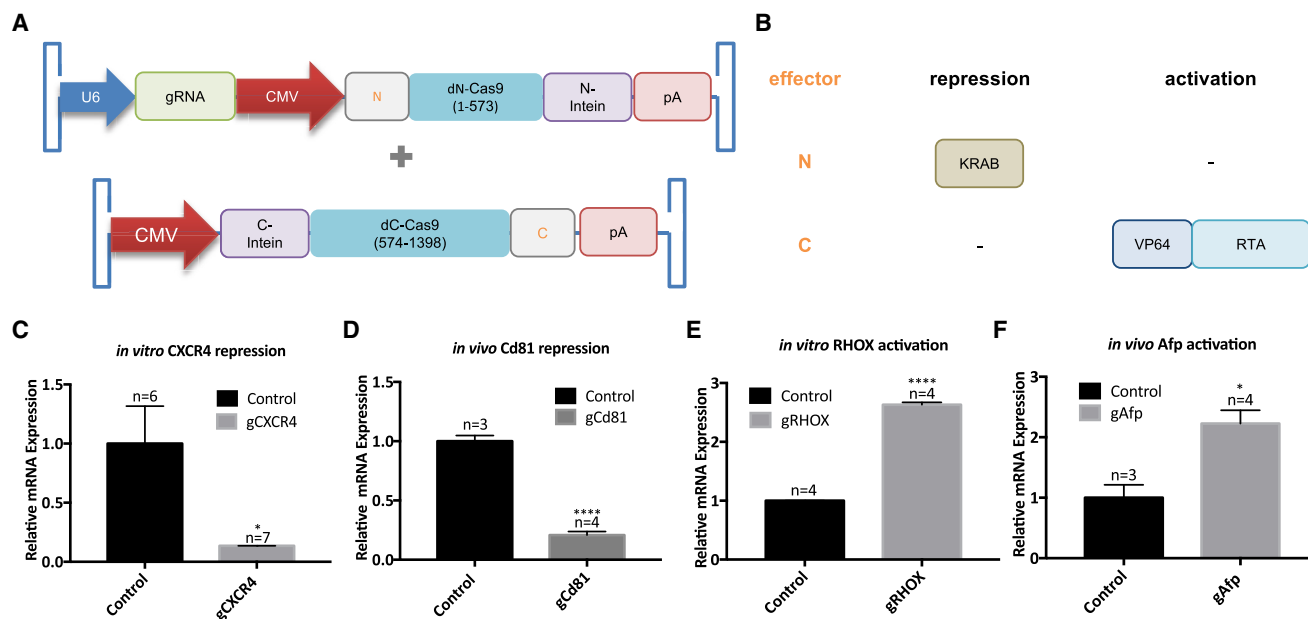 A
U6
gRNA
CMV
N
dN-Cas9
(1-573)
N-
Intein
pA
CMV
C-
Intein
dC-Cas9
(574-1398)
C
pA
B
effector repression activation
N KRAB -
C - VP64 RTA
C
in vitro CXCR4 repression
Relative mRNA Expression
1.5
1.0
0.5
0.0
Control
gCXCR4
n=6
*
n=7
Control
gCXCR4
D
in vivo Cd81 repression
Relative mRNA Expression
1.5
1.0
0.5
0.0
Control
gCd81
n=3
****
n=4
Control
gCd81
E
in vitro RHOX activation
Relative mRNA Expression
3
2
1
0
Control
gRHOX
n=4
****
n=4
Control
gRHOX
F
in vivo Afp activation
Relative mRNA Expression
3
2
1
0
Control
gAfp
n=3
*
n=4
Control
gAfp